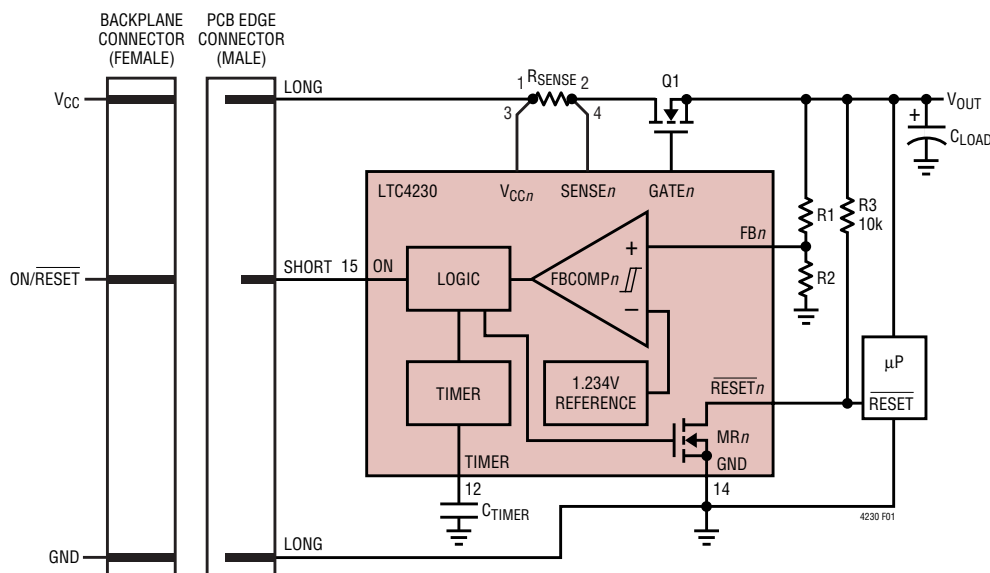 BACKPLANE
CONNECTOR
(FEMALE)
PCB EDGE
CONNECTOR
(MALE)
LONG
1 RSENSE 2
3 4
Q1
VCC
VOUT
+
CLOAD
LTC4230
VCCn
SENSEn
GATEn
R1
R3
10k
FBn
+
ON/RESET
SHORT 15 ON
LOGIC
FBCOMPn
–
R2
TIMER
1.234V
REFERENCE
RESETn
µP
RESET
MRn
GND
TIMER
12
14
CTIMER
4230 F01
GND
LONG